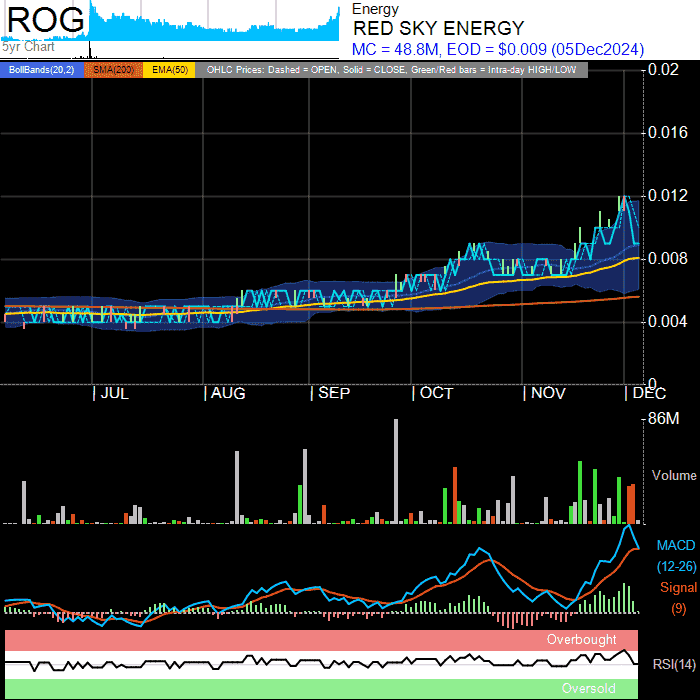 ROG
5yr Chart
Energy
RED SKY ENERGY
MC = 48.8M, EOD = $0.009 (05Dec2024)
BollBands(20,2) SMA(200) EMA(50) OHLC Prices: Dashed = OPEN, Solid = CLOSE, Green/Red bars = Intra-day HIGH/LOW
0.02
0.016
0.012
0.008
0.004
0
| JUL | AUG | SEP | OCT | NOV | DEC
86M
Volume
MACD
(12-26)
Signal
(9)
Overbought
RSI(14)
Oversold